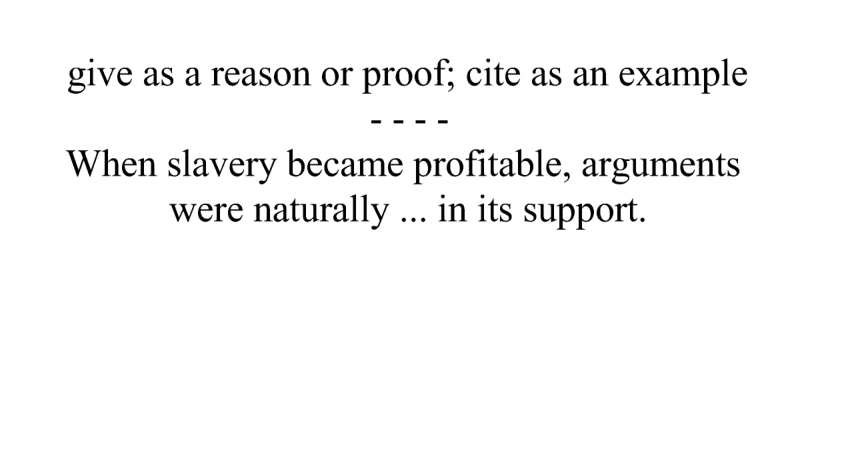 give as a reason or proof; cite as an example
- - - -
When slavery became profitable, arguments
were naturally ... in its support.